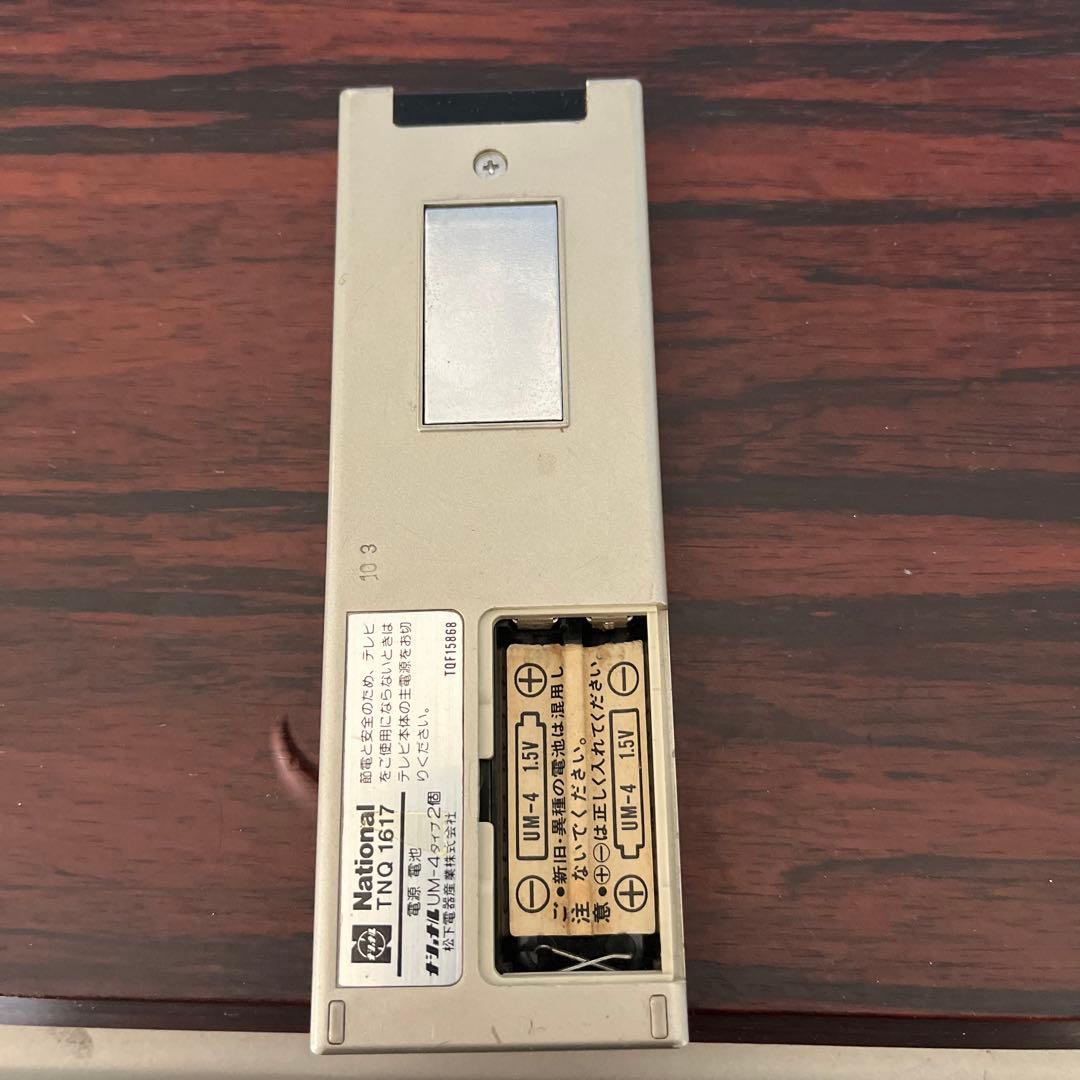 10 3
節電と安全のため、テレビ
をご使用にならないときは
テレビ本体の主電源をお切
りください。
TQF15868
National
TNQ 1617
電源 電池
ナショナル UM-4タイプ2個
松下電器産業株式会社
ご注意
●新旧・異種の電池は混用し
ないでください。
●⊕⊖は正しく入れてください。
⊖ UM-4 1.5V ⊕
⊕ UM-4 1.5V ⊖